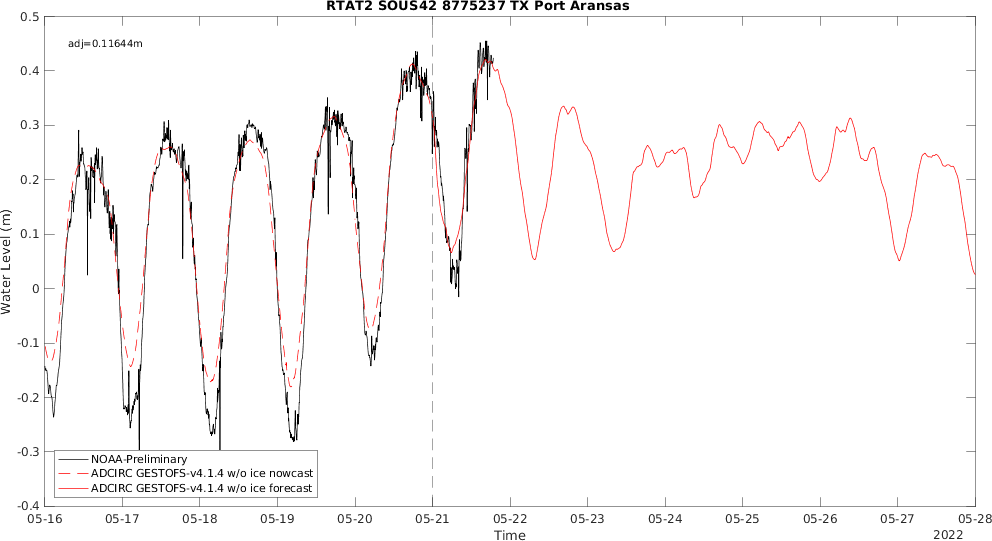 RTAT2 SOUS42 8775237 TX Port Aransas
adj=0.11644m
Water Level (m)
0.5
0.4
0.3
0.2
0.1
0
-0.1
-0.2
-0.3
-0.4
NOAA-Preliminary
ADCIRC GESTOFS-v4.1.4 w/o ice nowcast
ADCIRC GESTOFS-v4.1.4 w/o ice forecast
05-16 05-17 05-18 05-19 05-20 05-21 05-22 05-23 05-24 05-25 05-26 05-27 05-28
Time
2022